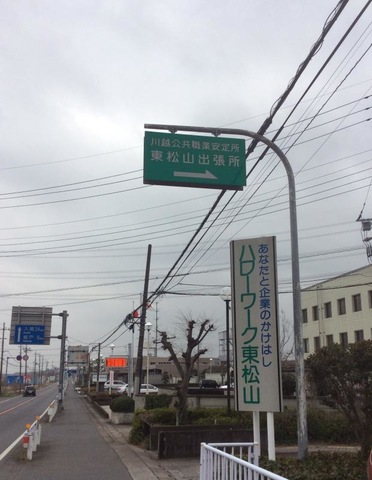 川越公共職業安定所
東松山出張所
あなたと企業のかけはし
ハローワーク東松山